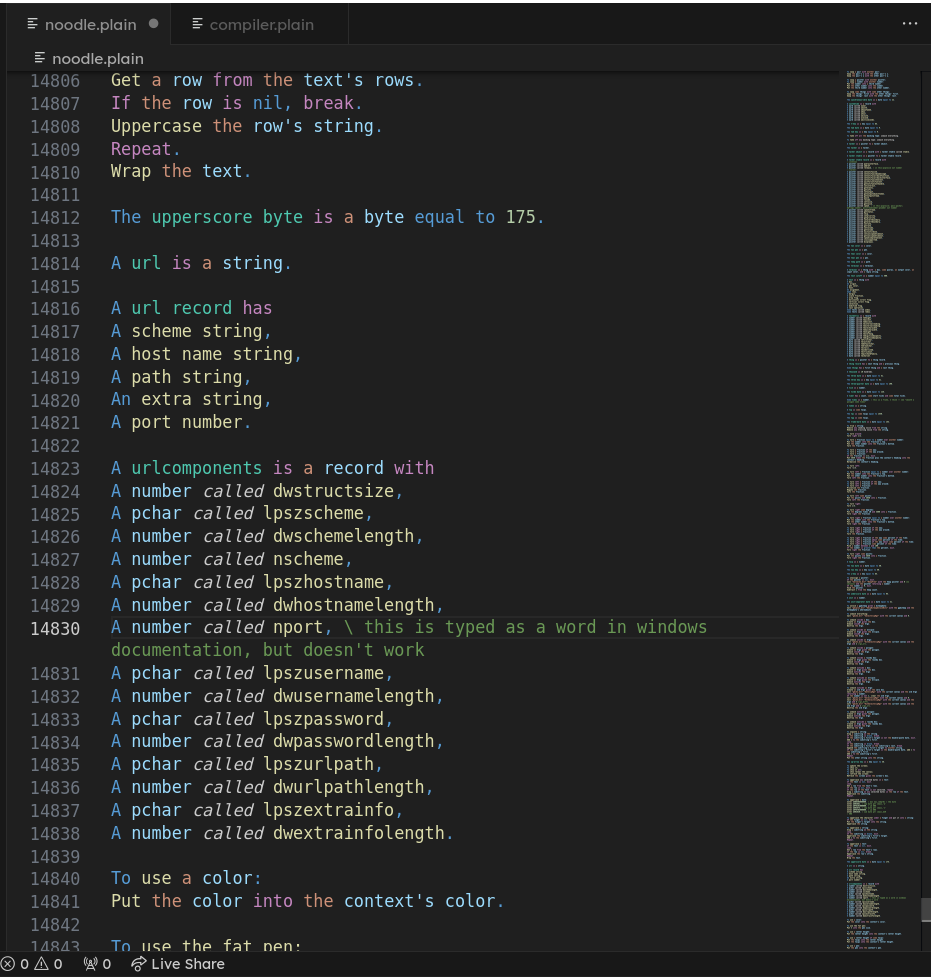 noodle.plain
compiler.plain
...
noodle.plain
14806 Get a row from the text's rows.
14807 If the row is nil, break.
14808 Uppercase the row's string.
14809 Repeat.
14810 Wrap the text.
14811
14812 The upperscore byte is a byte equal to 175.
14813
14814 A url is a string.
14815
14816 A url record has
14817 A scheme string,
14818 A host name string,
14819 A path string,
14820 An extra string,
14821 A port number.
14822
14823 A urlcomponents is a record with
14824 A number called dwstructsize,
14825 A pchar called lpszscheme,
14826 A number called dwschemelength,
14827 A number called nscheme,
14828 A pchar called lpszhostname,
14829 A number called dwhostnamelength,
14830 A number called nport, \ this is typed as a word in windows
documentation, but doesn't work
14831 A pchar called lpszusername,
14832 A number called dwusernamelength,
14833 A pchar called lpszpassword,
14834 A number called dwpasswordlength,
14835 A pchar called lpszurlpath,
14836 A number called dwurlpathlength,
14837 A pchar called lpszextrainfo,
14838 A number called dwextrainfolength.
14839
14840 To use a color:
14841 Put the color into the context's color.
14842
14843 To use the fat pen:
0 0 0 Live Share